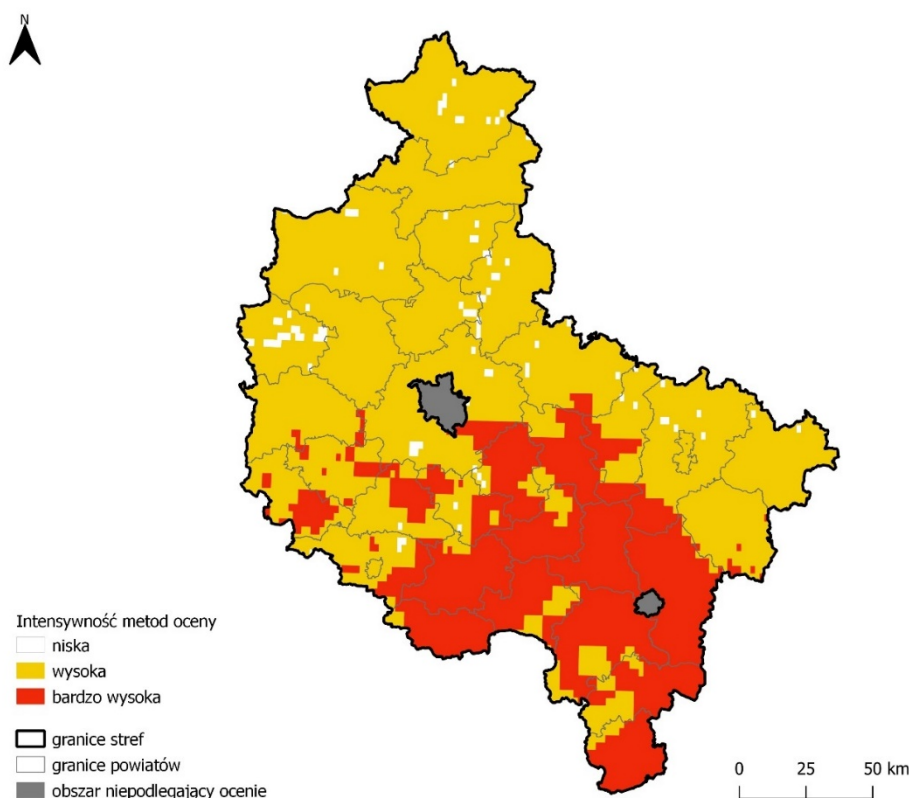 N
Intensywność metod oceny
niska
wysoka
bardzo wysoka
granice stref
granice powiatów
obszar niepodlegający ocenie
0 25 50 km